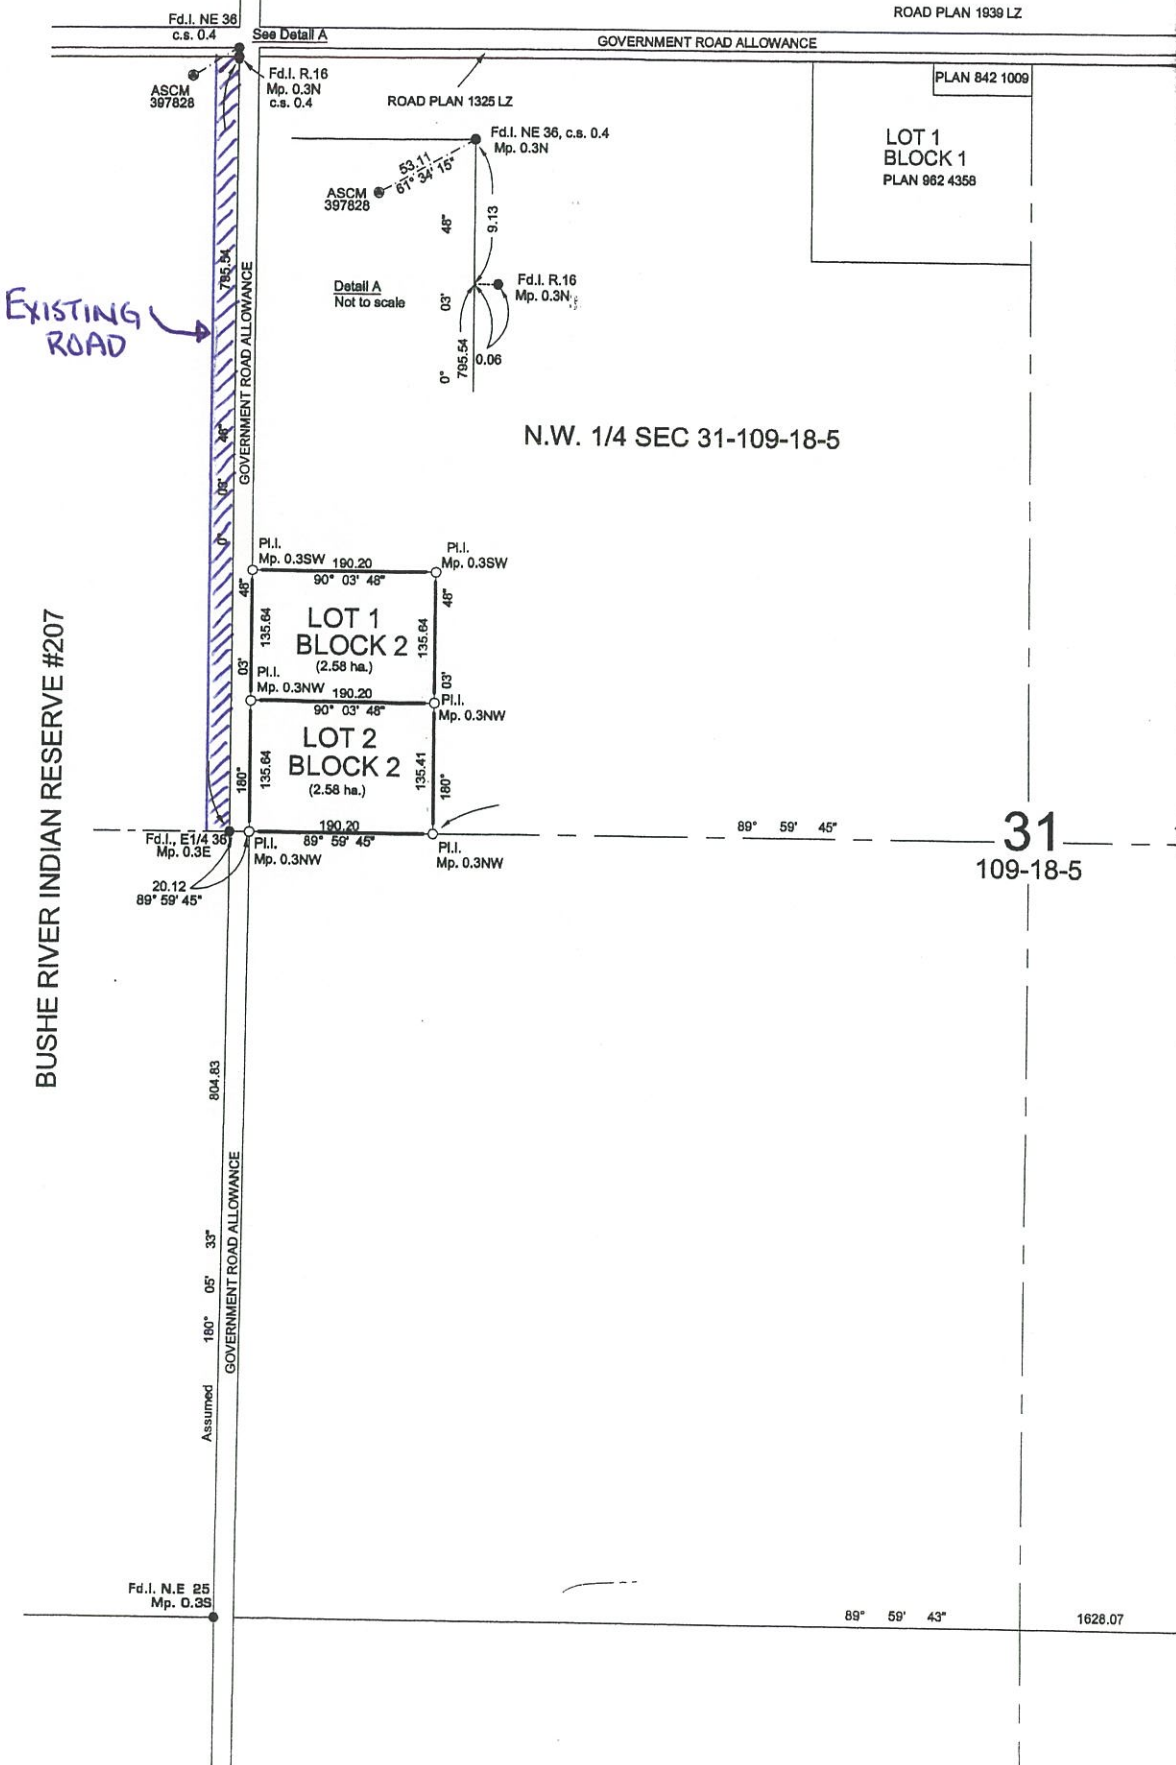 ROAD PLAN 1939 LZ
Fd.I. NE 36
c.s. 0.4
See Detail A
GOVERNMENT ROAD ALLOWANCE
Fd.I. R.16
Mp. 0.3N
c.s. 0.4
ASCM
397828
ROAD PLAN 1325 LZ
PLAN 842 1009
LOT 1
BLOCK 1
PLAN 962 4358
Fd.I. NE 36, c.s. 0.4
Mp. 0.3N
53.11
61° 34' 15"
ASCM
397828
9.13
Detail A
Not to scale
Fd.I. R.16
Mp. 0.3N
0° 03' 48"
795.54
0.06
EXISTING
ROAD
795.54
0° 03' 48"
GOVERNMENT ROAD ALLOWANCE
N.W. 1/4 SEC 31-109-18-5
Pl.I.
Mp. 0.3SW
190.20
90° 03' 48"
Pl.I.
Mp. 0.3SW
LOT 1
BLOCK 2
(2.58 ha.)
135.64
135.64
Pl.I.
Mp. 0.3NW
190.20
90° 03' 48"
Pl.I.
Mp. 0.3NW
LOT 2
BLOCK 2
(2.58 ha.)
135.64
135.41
180° 03' 48"
180° 03' 48"
190.20
89° 59' 45"
Fd.I., E1/4 36
Mp. 0.3E
Pl.I.
Mp. 0.3NW
Pl.I.
Mp. 0.3NW
20.12
89° 59' 45"
89° 59' 45"
31
109-18-5
BUSHE RIVER INDIAN RESERVE #207
804.83
Assumed 180° 05' 33"
GOVERNMENT ROAD ALLOWANCE
Fd.I. N.E 25
Mp. 0.3S
89° 59' 43"
1628.07